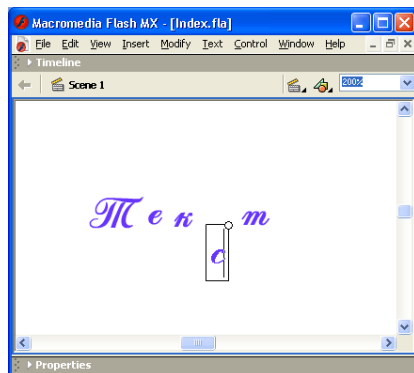 Macromedia Flash MX - [Index.fla]
File Edit View Insert Modify Text Control Window Help
Timeline
Scene 1 200%
Тек т
с
Properties